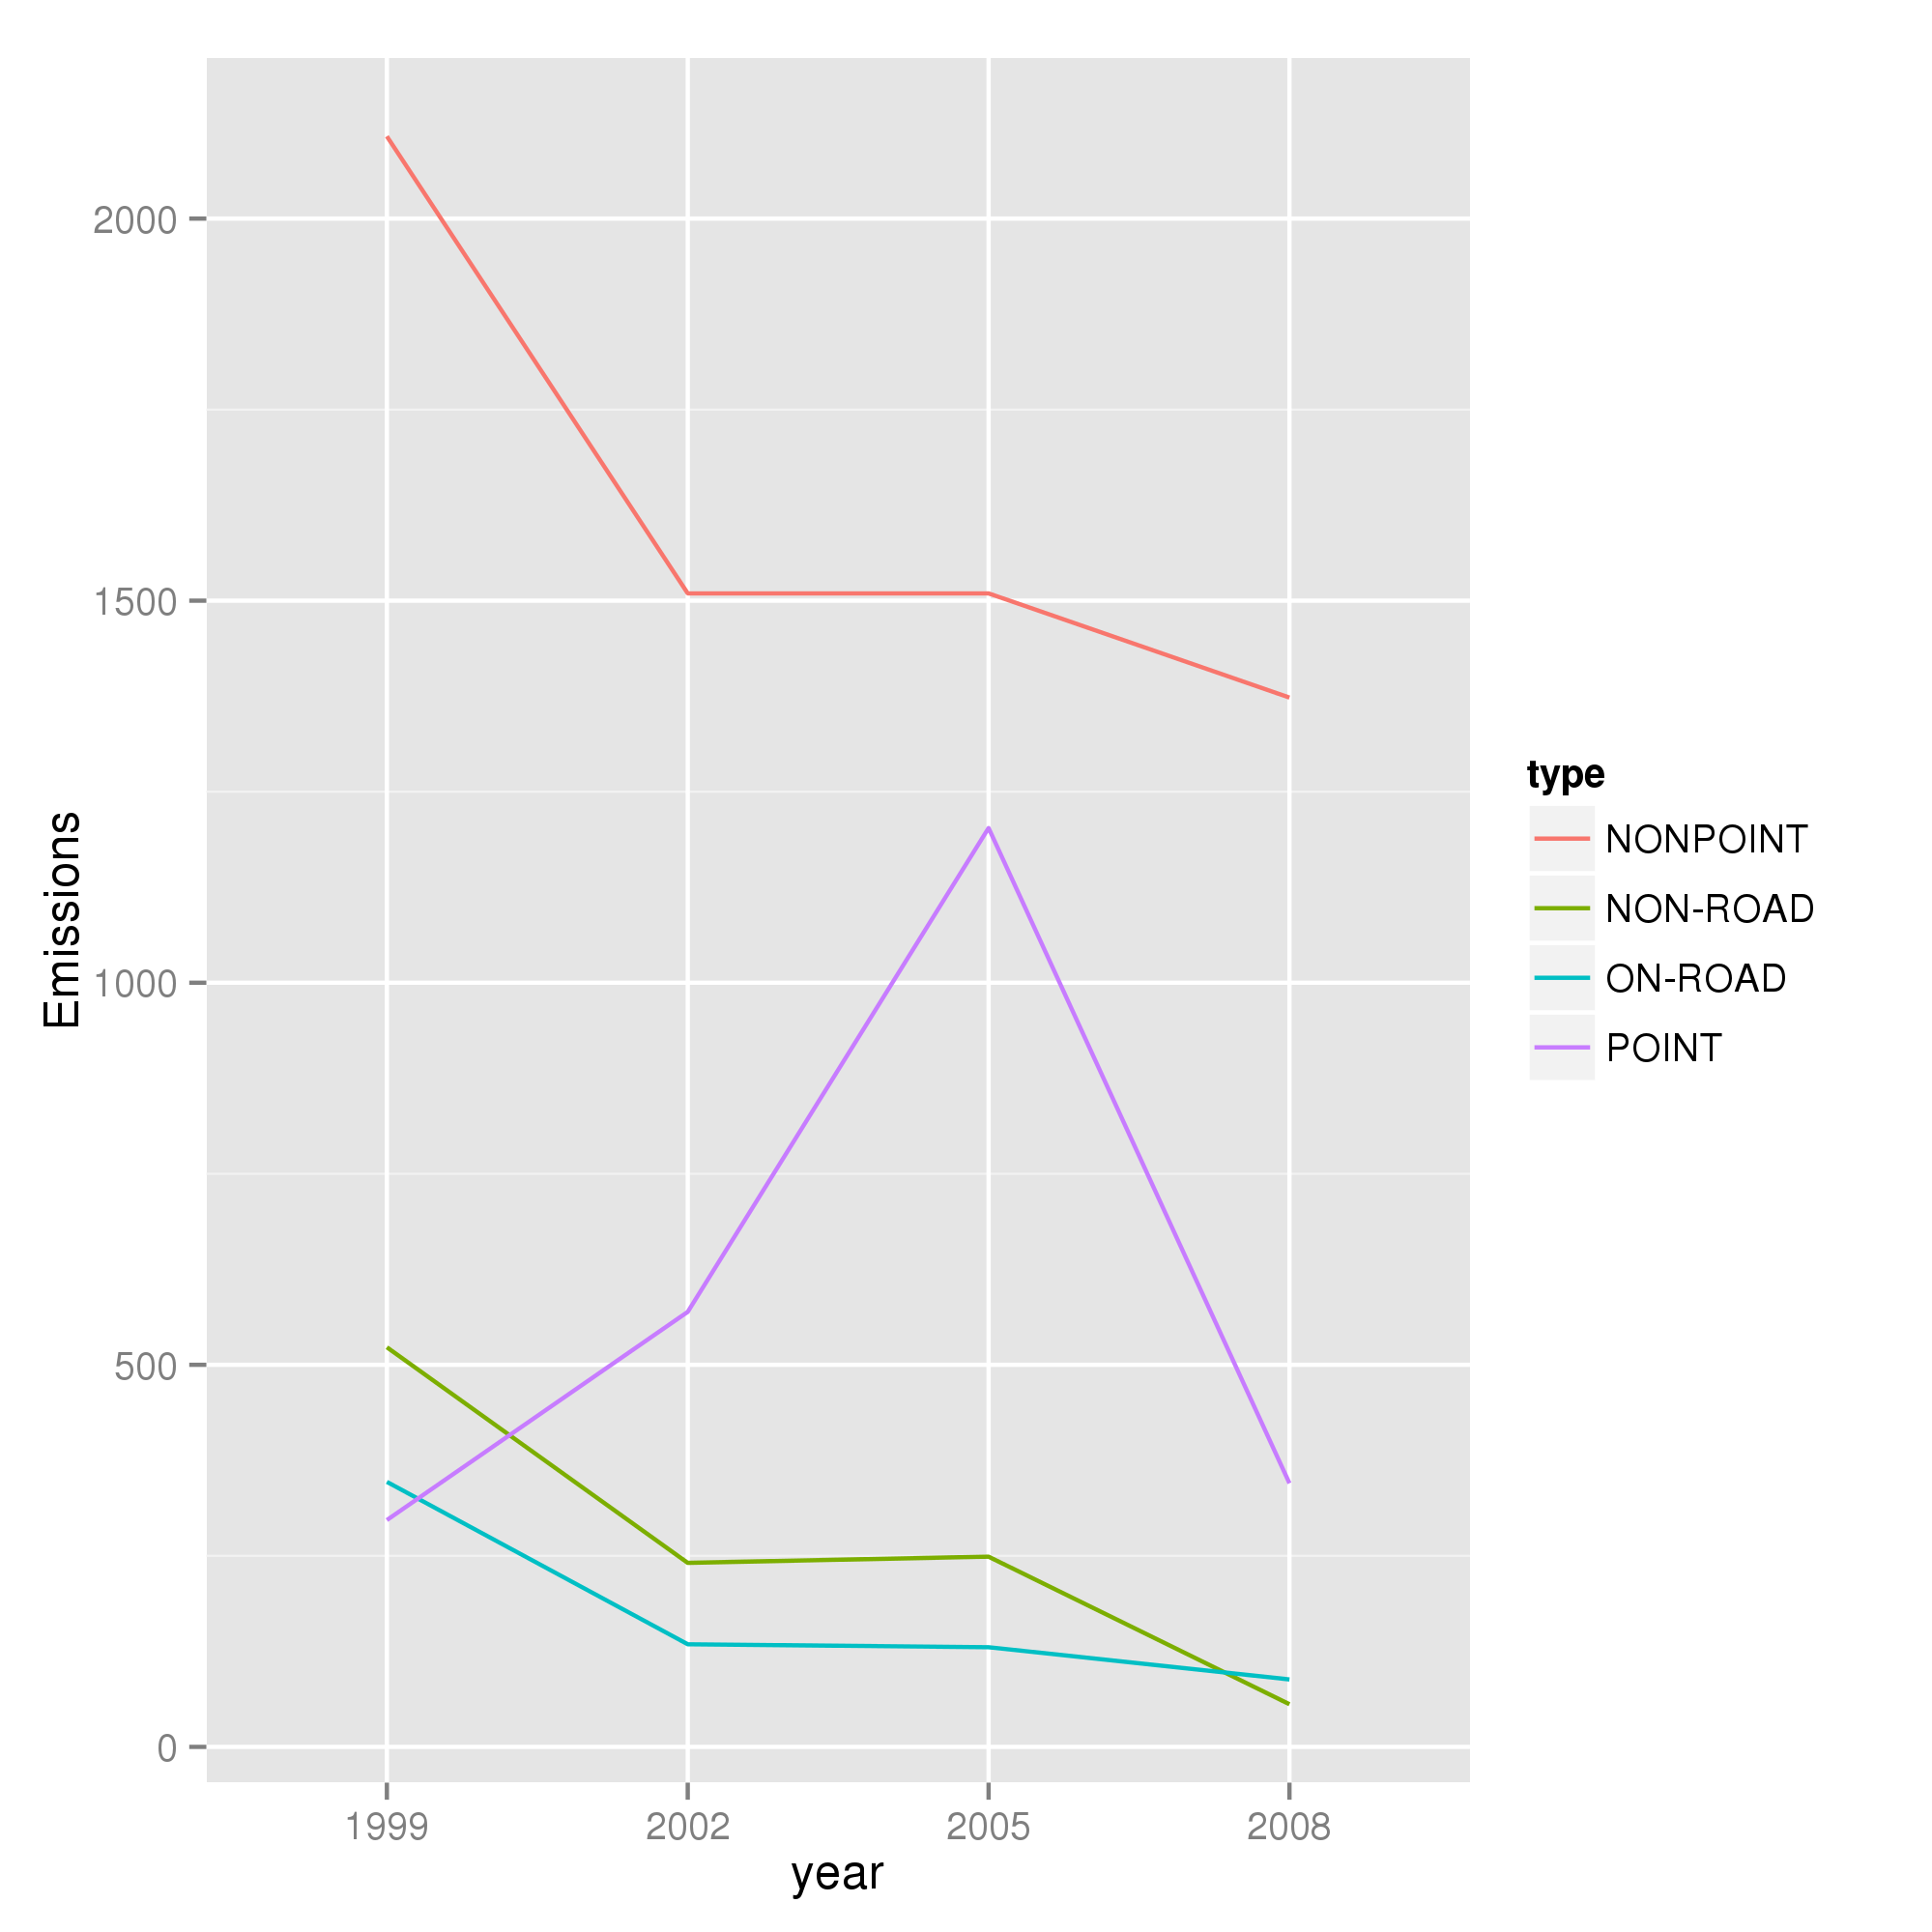 Emissions
2000
1500
1000
500
0
1999 2002 2005 2008
year
type
NONPOINT
NON-ROAD
ON-ROAD
POINT